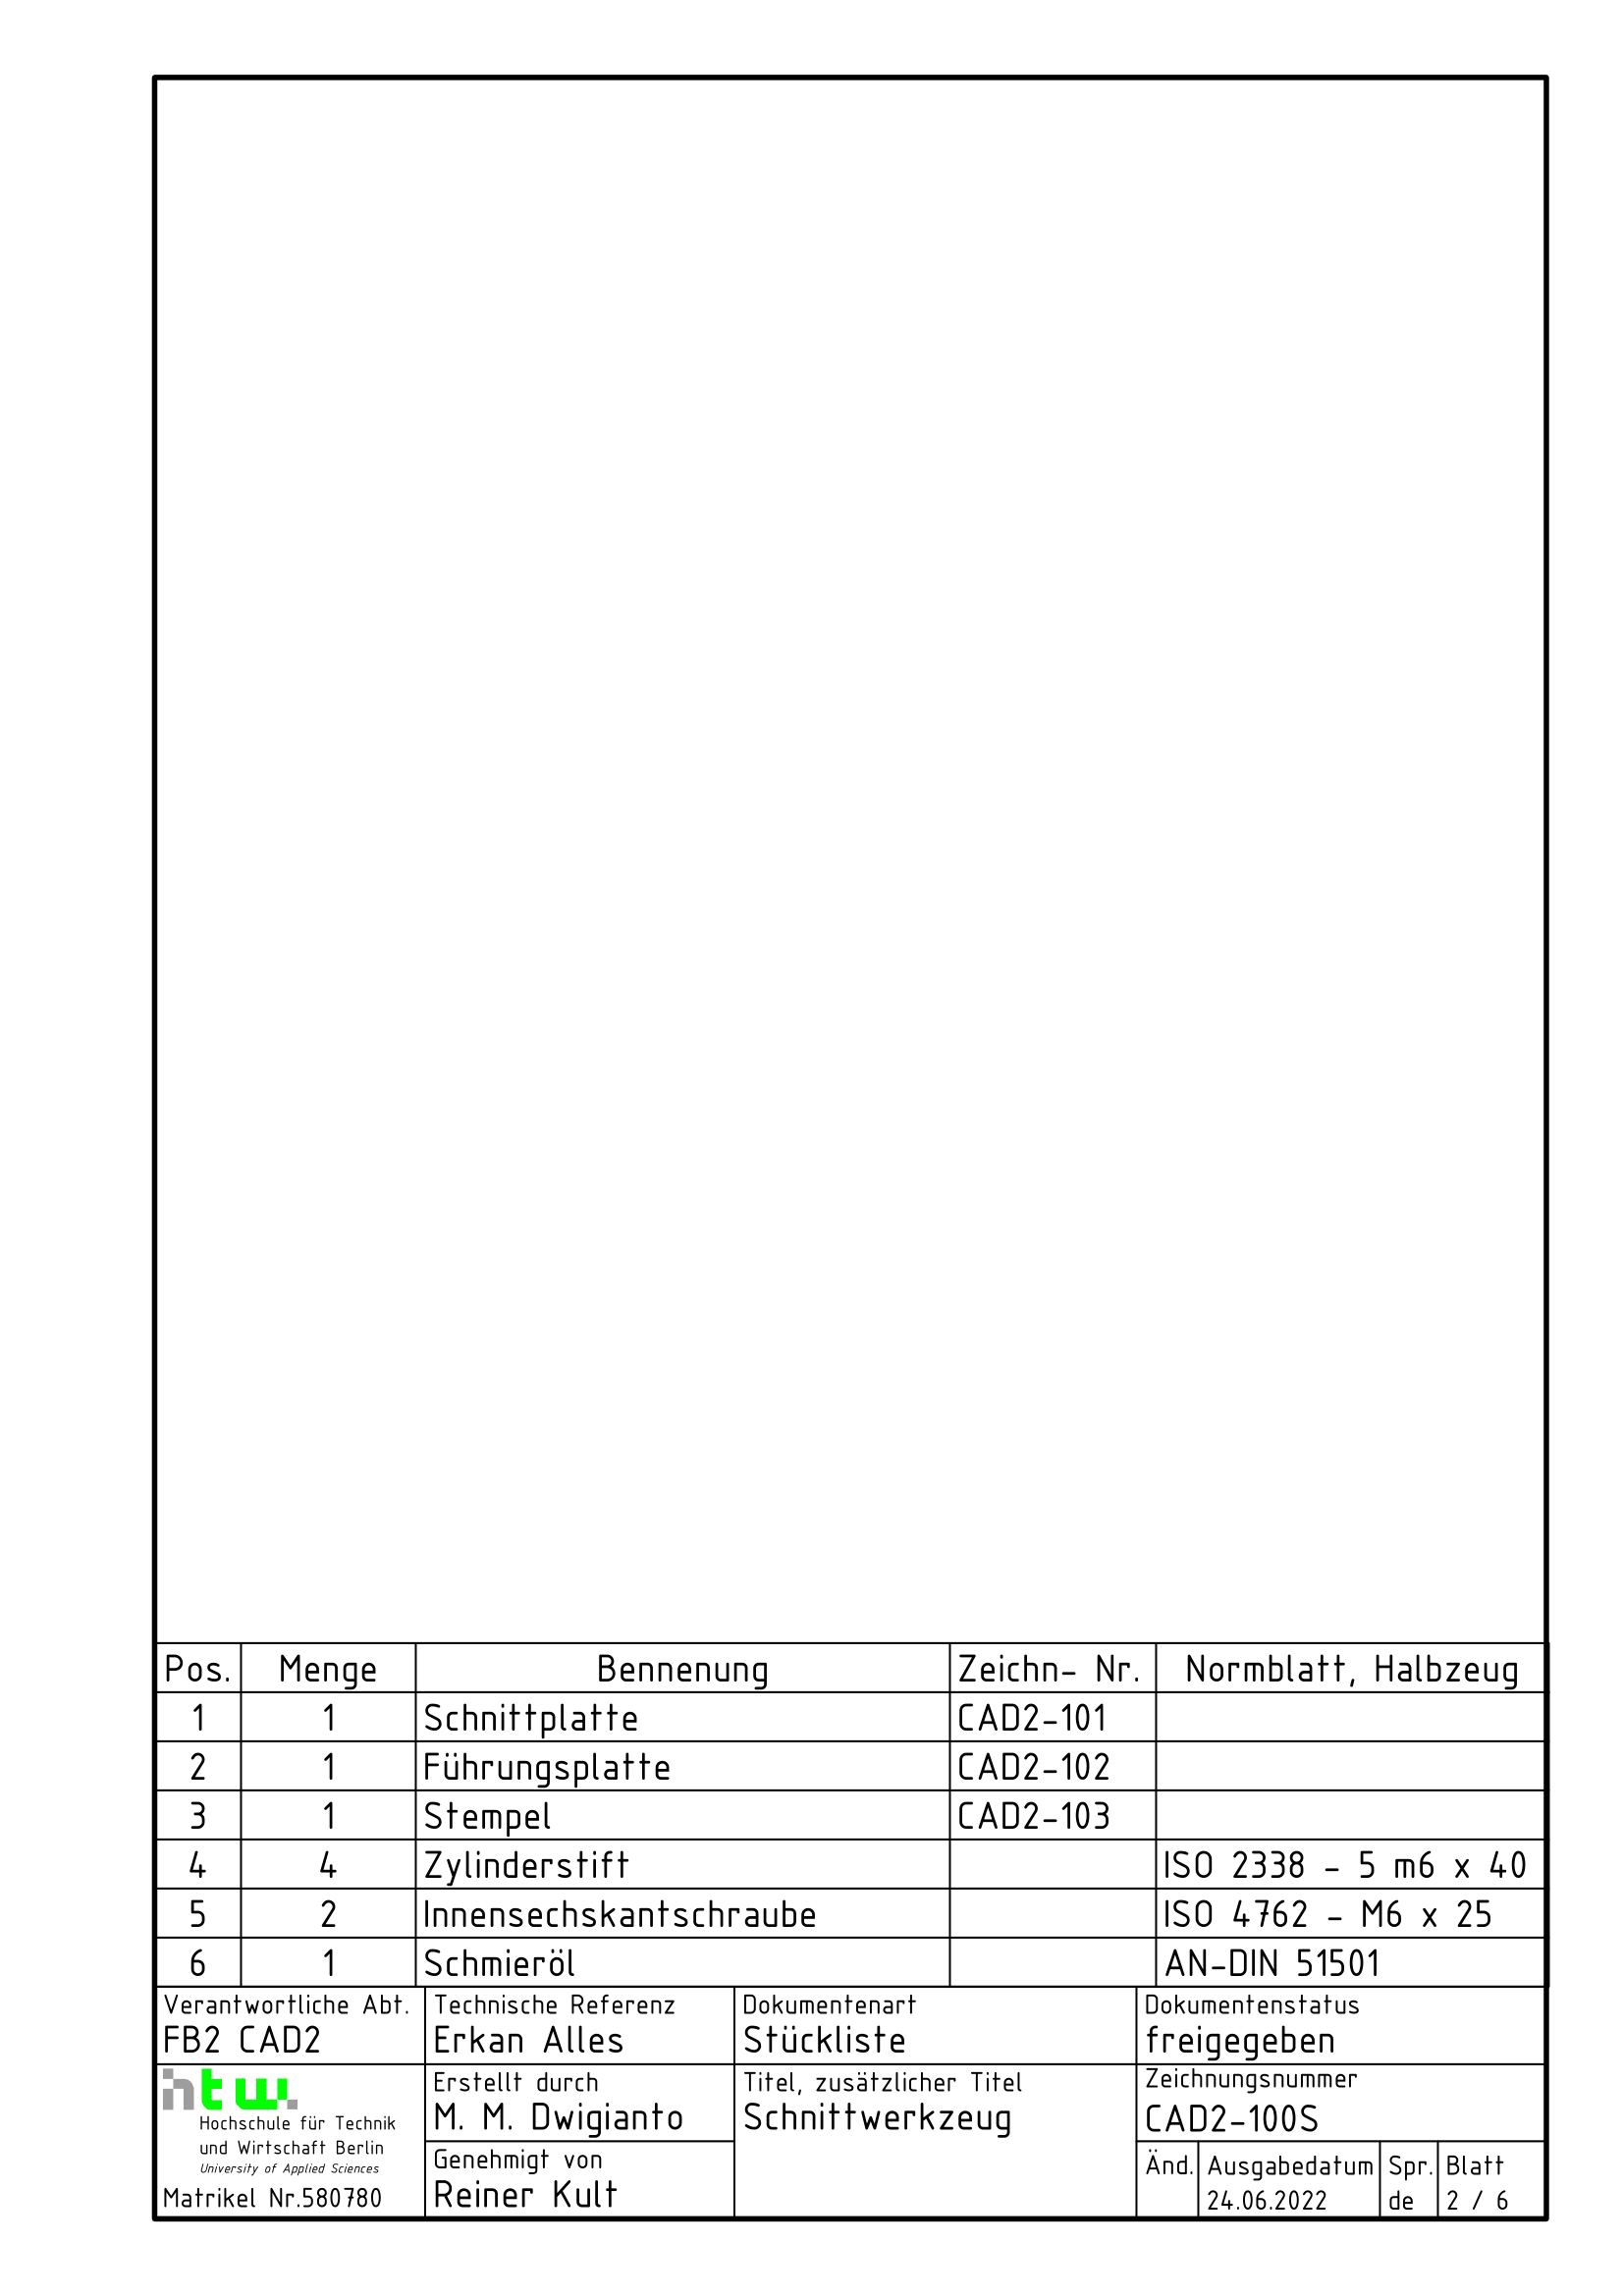 Pos. Menge Bennenung Zeichn- Nr. Normblatt, Halbzeug
1 1 Schnittplatte CAD2-101
2 1 Führungsplatte CAD2-102
3 1 Stempel CAD2-103
4 4 Zylinderstift ISO 2338 - 5 m6 x 40
5 2 Innensechskantschraube ISO 4762 - M6 x 25
6 1 Schmieröl AN-DIN 51501
Verantwortliche Abt. Technische Referenz Dokumentenart Dokumentenstatus
FB2 CAD2 Erkan Alles Stückliste freigegeben
htw. Erstellt durch Titel, zusätzlicher Titel Zeichnungsnummer
Hochschule für Technik M. M. Dwigianto Schnittwerkzeug CAD2-100S
und Wirtschaft Berlin
University of Applied Sciences Genehmigt von Änd. Ausgabedatum Spr. Blatt
Matrikel Nr.580780 Reiner Kult 24.06.2022 de 2 / 6